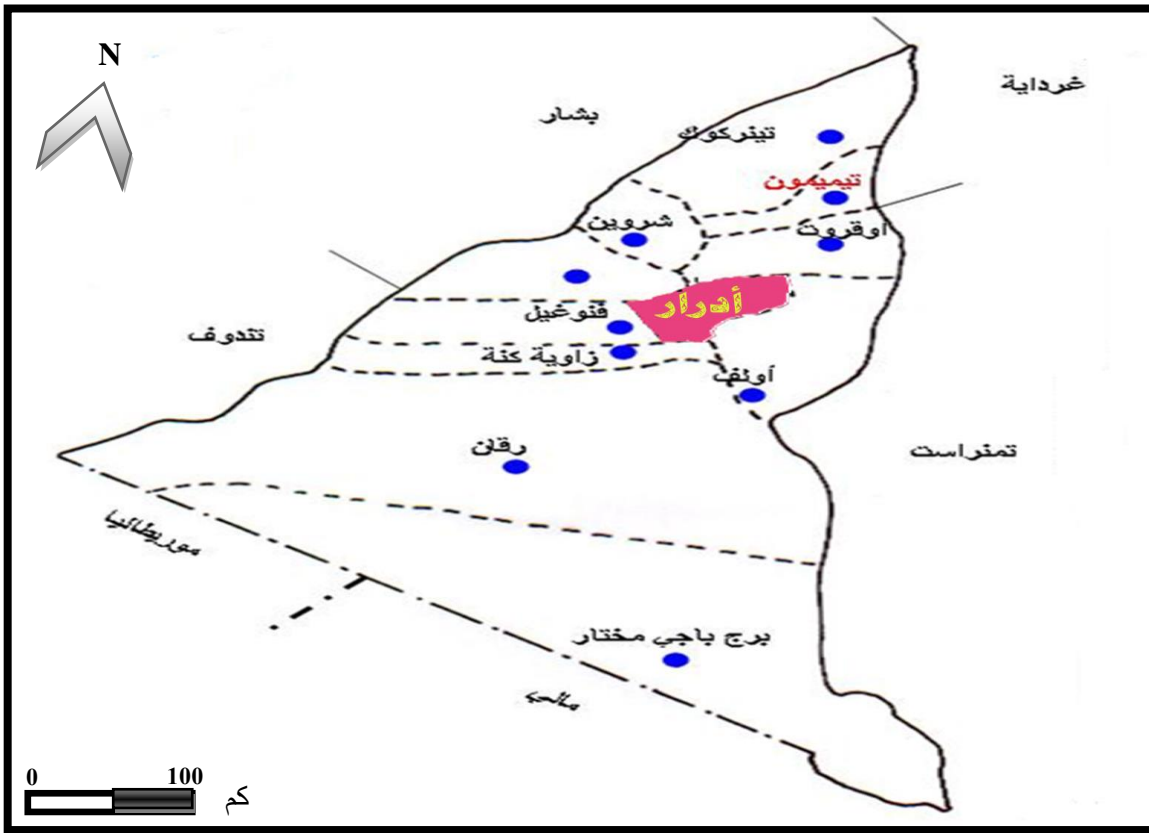 N
غرداية
بشار
تينركوك
تيميمون
شروين
أوقروت
أدرار
فنوغيل
تندوف
زاوية كنة
أولف
رقان
تمنراست
موريطانيا
برج باجي مختار
مالي
0 100
كم